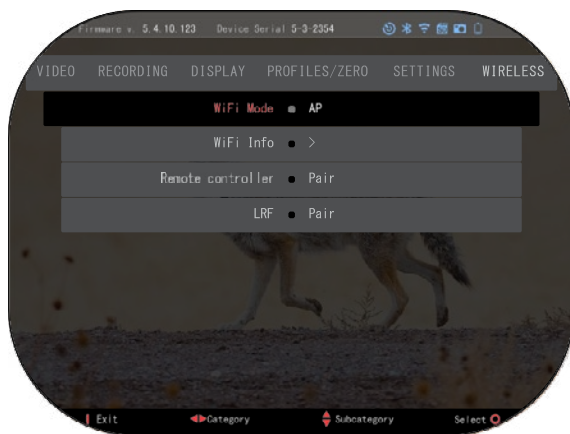 Firmware v. 5.4.10.123 Device Serial 5-3-2354
VIDEO RECORDING DISPLAY PROFILES/ZERO SETTINGS WIRELESS
WiFi Mode AP
WiFi Info >
Remote controller Pair
LRF Pair
Exit Category Subcategory Select